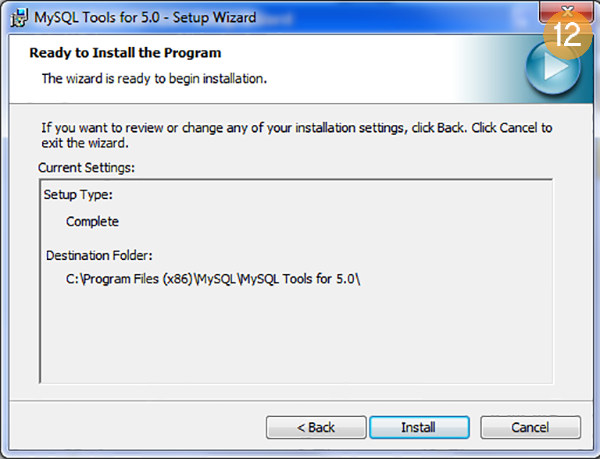 MySQL Tools for 5.0 - Setup Wizard
12
Ready to Install the Program
The wizard is ready to begin installation.
If you want to review or change any of your installation settings, click Back. Click Cancel to
exit the wizard.
Current Settings:
Setup Type:
Complete
Destination Folder:
C:\Program Files (x86)\MySQL\MySQL Tools for 5.0\
< Back
Install
Cancel